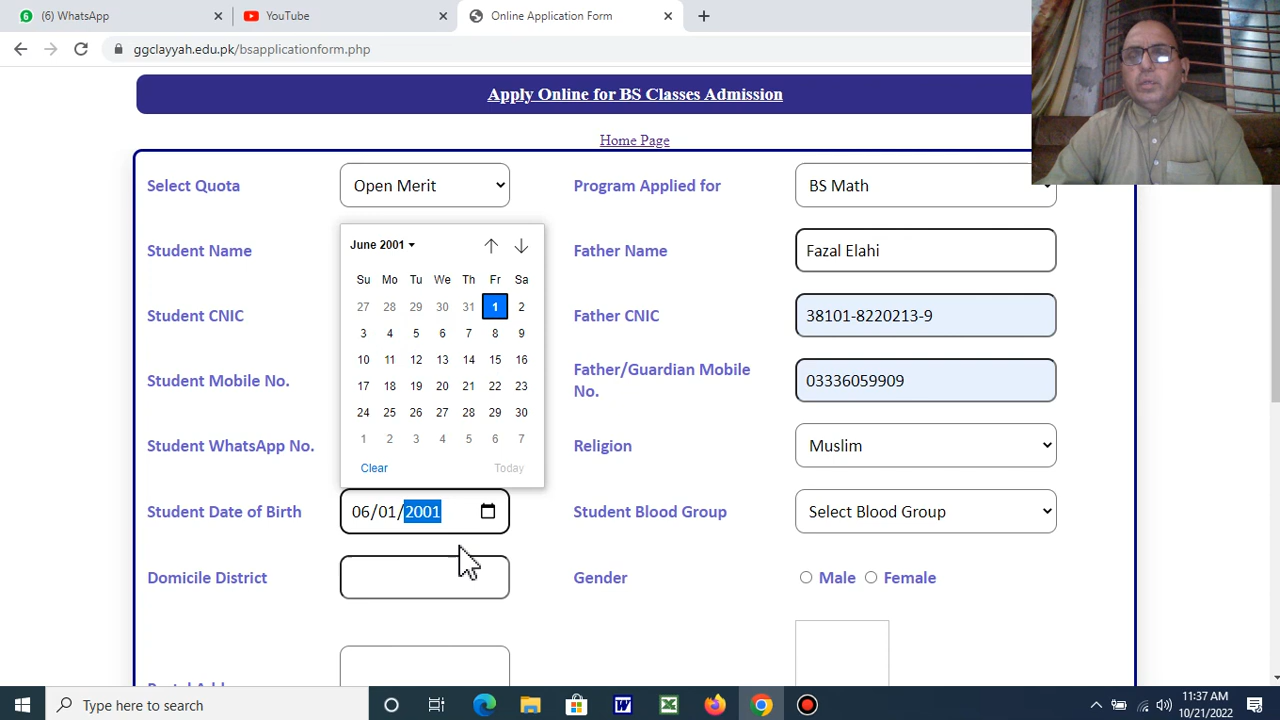 (6) WhatsApp
YouTube
Online Application Form
ggclayyah.edu.pk/bsapplicationform.php
Apply Online for BS Classes Admission
Home Page
Select Quota Open Merit Program Applied for BS Math
Student Name Father Name Fazal Elahi
Student CNIC Father CNIC 38101-8220213-9
Student Mobile No. Father/Guardian Mobile No. 03336059909
Student WhatsApp No. Religion Muslim
June 2001
Su Mo Tu We Th Fr Sa
27 28 29 30 31 1 2
3 4 5 6 7 8 9
10 11 12 13 14 15 16
17 18 19 20 21 22 23
24 25 26 27 28 29 30
1 2 3 4 5 6 7
Clear Today
Student Date of Birth 06/01/2001 Student Blood Group Select Blood Group
Domicile District Gender Male Female
Type here to search
11:37 AM
10/21/2022